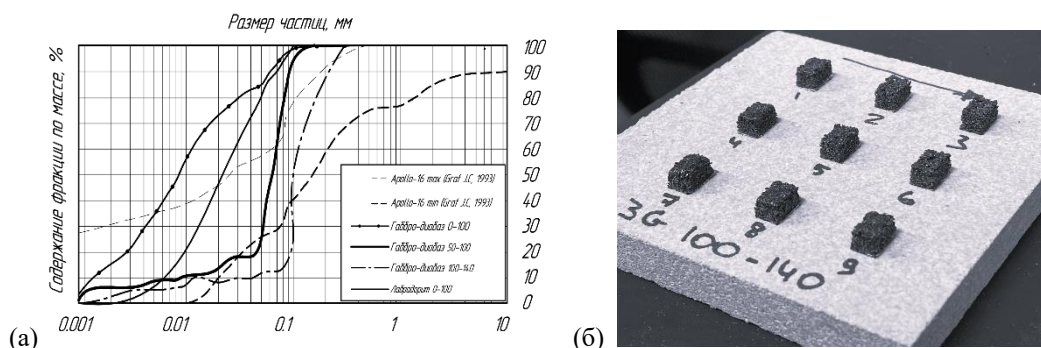 Размер частиц, мм
Содержание фракции по массе, %
100
90
80
70
60
50
40
30
20
10
0
Apollo-16 max (Graf J.C, 1993)
Apollo-16 min (Graf J.C, 1993)
Габбро-диабаз 0-100
Габбро-диабаз 50-100
Габбро-диабаз 100-140
Лабрадорит 0-100
0.001 0.01 0.1 1 10
(а)
1 2 3
4 5 6
7 8 9
3G 100-140
(б)